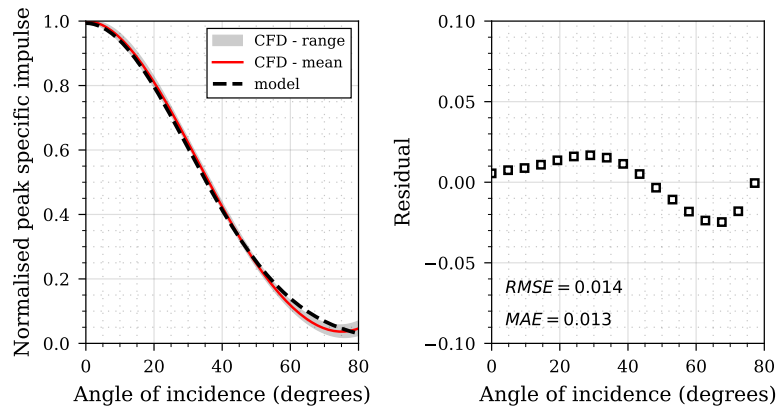 Normalised peak specific impulse
1.0
0.8
0.6
0.4
0.2
0.0
0
20
40
60
80
Angle of incidence (degrees)
CFD - range
CFD - mean
model
Residual
0.10
0.05
0.00
−0.05
−0.10
RMSE = 0.014
MAE = 0.013
0
20
40
60
80
Angle of incidence (degrees)